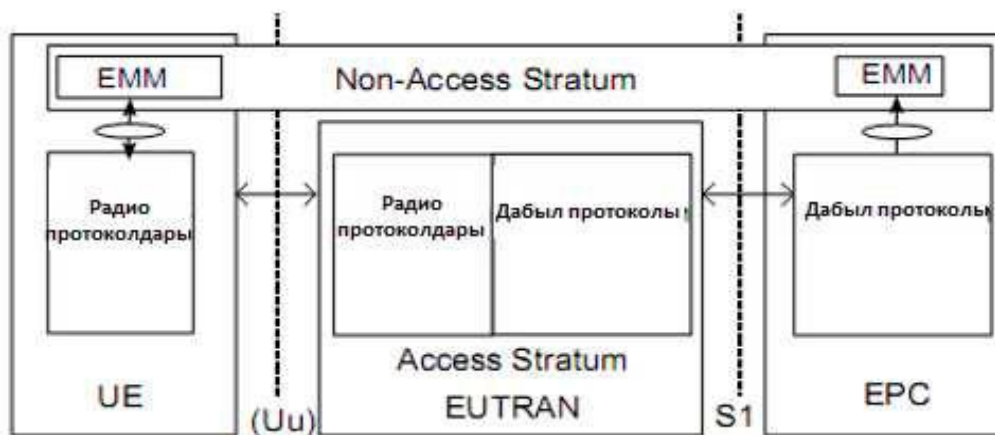 EMM
Non-Access Stratum
EMM
Радио
протоколдары
Радио
протоколдары
Дабыл протоколы
Дабыл протоколы
Access Stratum
UE
(Uu)
EUTRAN
S1
EPC